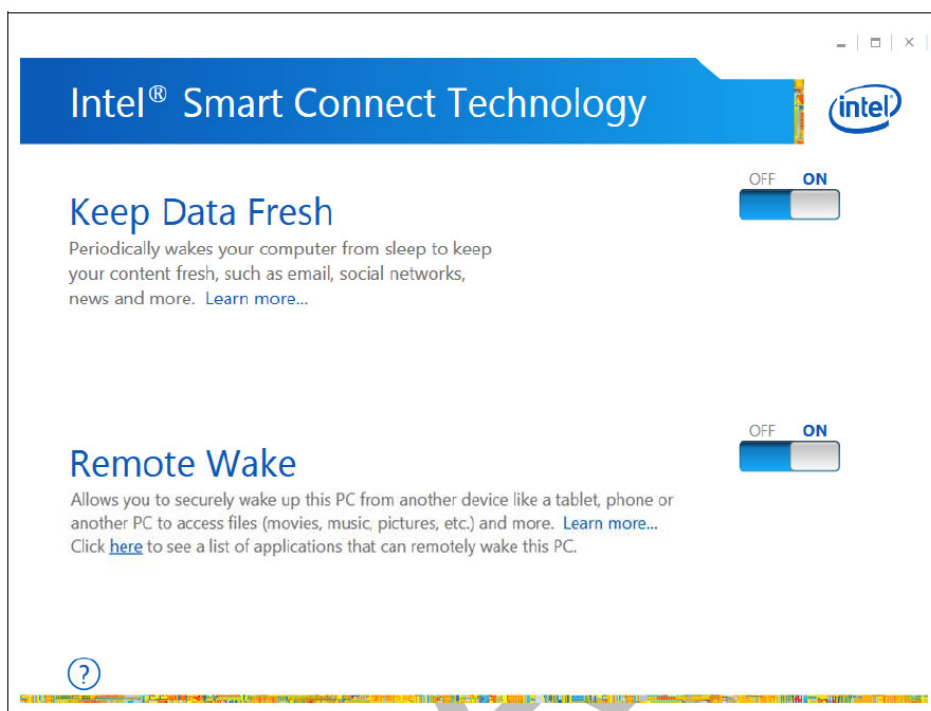 Intel® Smart Connect Technology
intel
OFF ON
Keep Data Fresh
Periodically wakes your computer from sleep to keep
your content fresh, such as email, social networks,
news and more. Learn more...
OFF ON
Remote Wake
Allows you to securely wake up this PC from another device like a tablet, phone or
another PC to access files (movies, music, pictures, etc.) and more. Learn more...
Click here to see a list of applications that can remotely wake this PC.
?